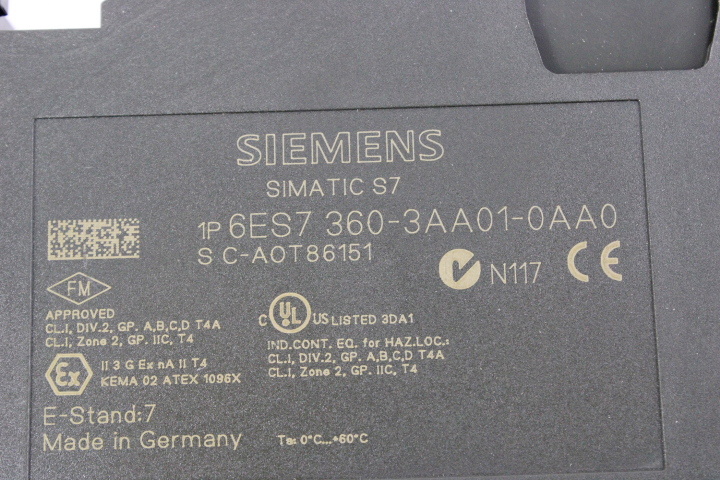 SIEMENS
SIMATIC S7
1P 6ES7 360-3AA01-0AA0
S C-A0T86151
N117 CE
FM
APPROVED
CL.I, DIV.2, GP. A,B,C,D T4A
CL.I, Zone 2, GP. IIC, T4
C UL US LISTED 3DA1
IND.CONT. EQ. for HAZ.LOC.:
CL.I, DIV.2, GP. A,B,C,D T4A
CL.I, Zone 2, GP. IIC, T4
Ex II 3 G Ex nA II T4
KEMA 02 ATEX 1096X
E-Stand:7
Made in Germany
Ta: 0°C...+60°C